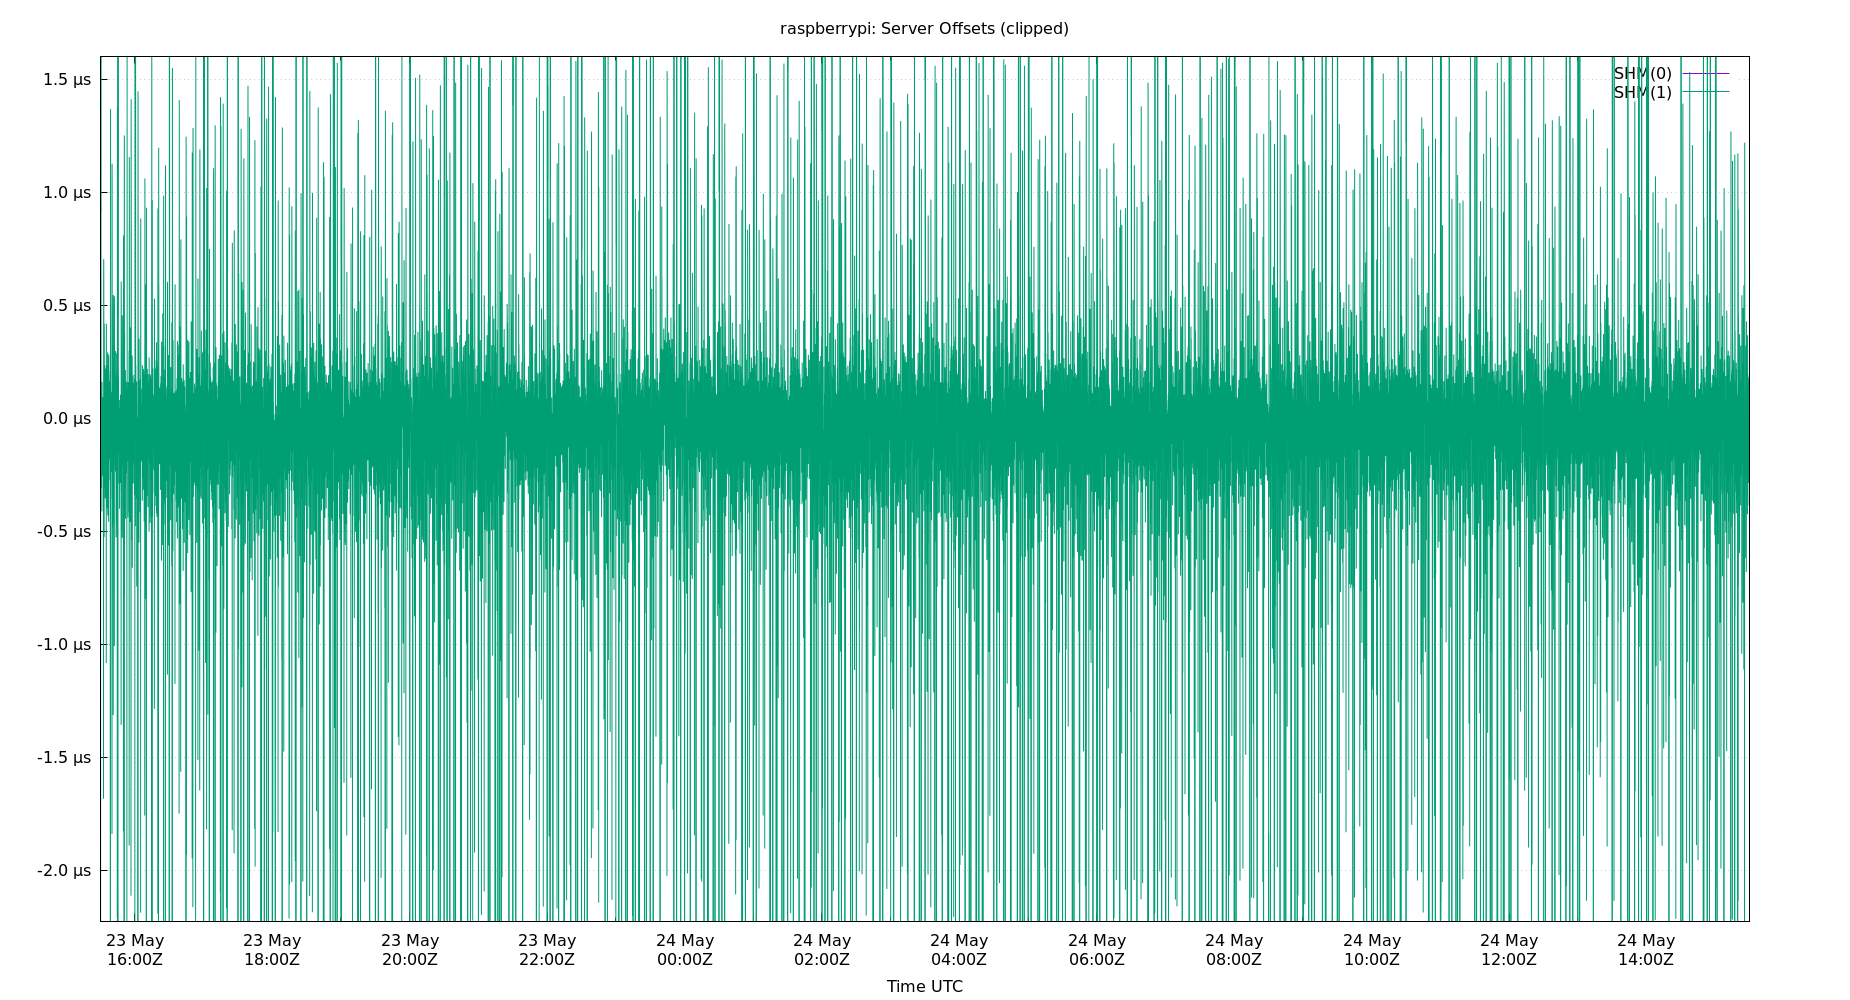 raspberrypi: Server Offsets (clipped)
SHM(0)
SHM(1)
1.5 µs
1.0 µs
0.5 µs
0.0 µs
-0.5 µs
-1.0 µs
-1.5 µs
-2.0 µs
23 May 23 May 23 May 23 May 24 May 24 May 24 May 24 May 24 May 24 May 24 May 24 May
16:00Z 18:00Z 20:00Z 22:00Z 00:00Z 02:00Z 04:00Z 06:00Z 08:00Z 10:00Z 12:00Z 14:00Z
Time UTC